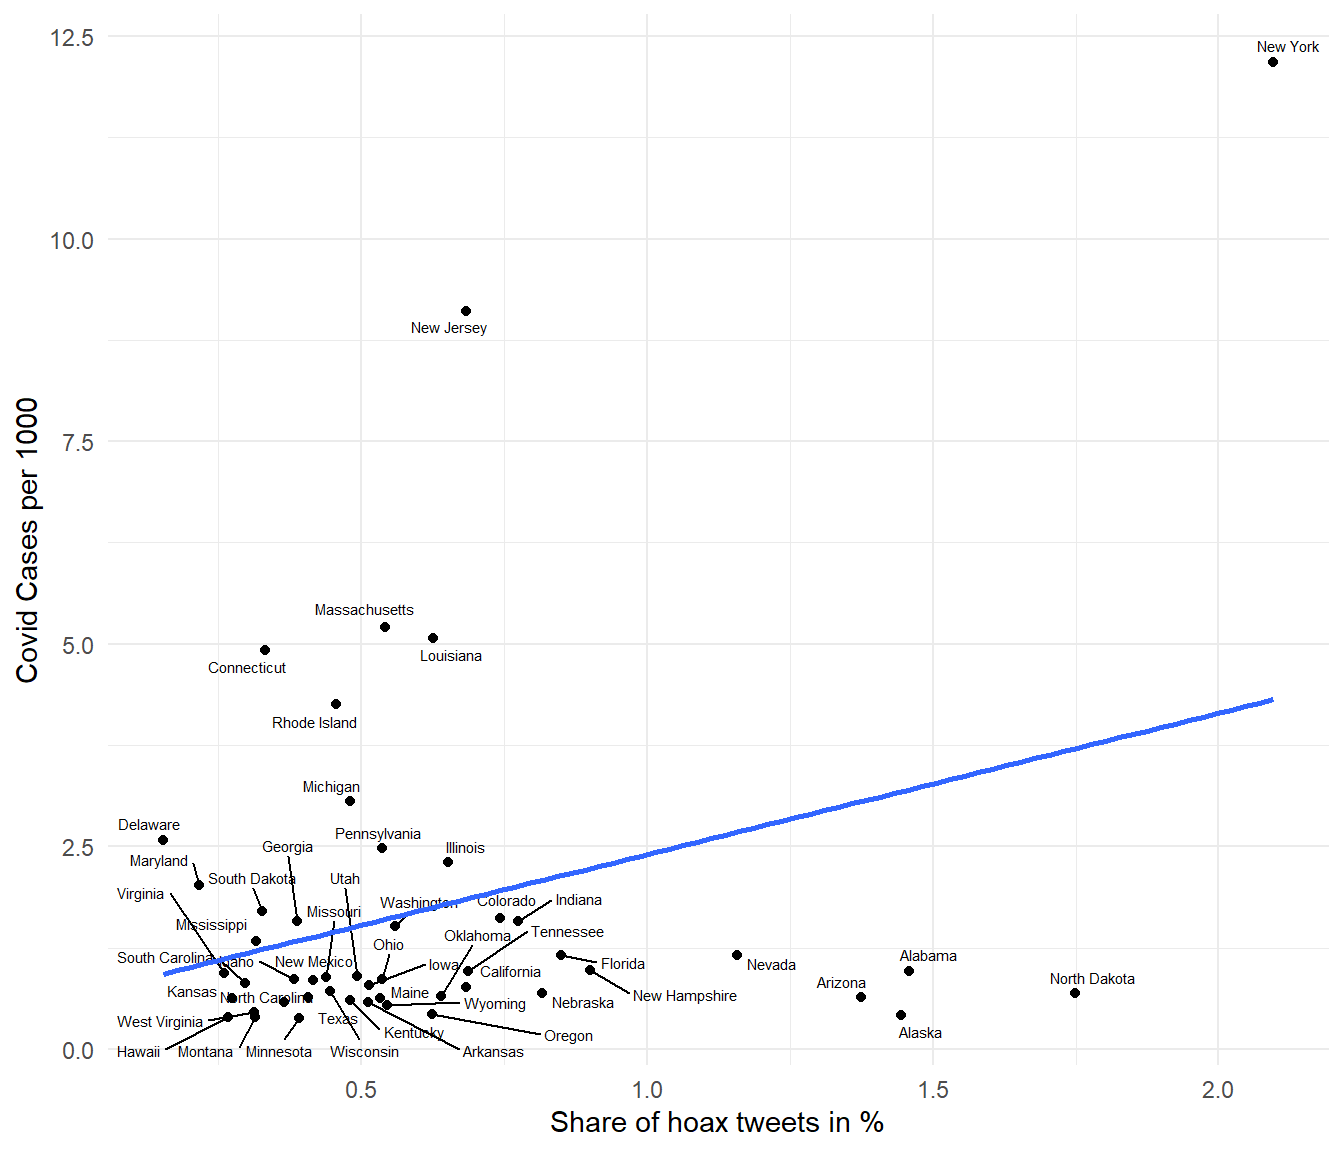 12.5
New York
10.0
New Jersey
7.5
Covid Cases per 1000
Massachusetts
5.0
Louisiana
Connecticut
Rhode Island
Michigan
Delaware
Pennsylvania
2.5
Georgia
Illinois
Maryland
South Dakota
Utah
Virginia
Washington
Colorado
Indiana
Missouri
Mississippi
Oklahoma
Tennessee
Ohio
South Carolina
Idaho
New Mexico
Iowa
California
Florida
Nevada
Alabama
Arizona
North Dakota
Kansas
North Carolina
Maine
Wyoming
Nebraska
New Hampshire
West Virginia
Texas
Kentucky
Oregon
Alaska
0.0
Hawaii
Montana
Minnesota
Wisconsin
Arkansas
0.5
1.0
1.5
2.0
Share of hoax tweets in %